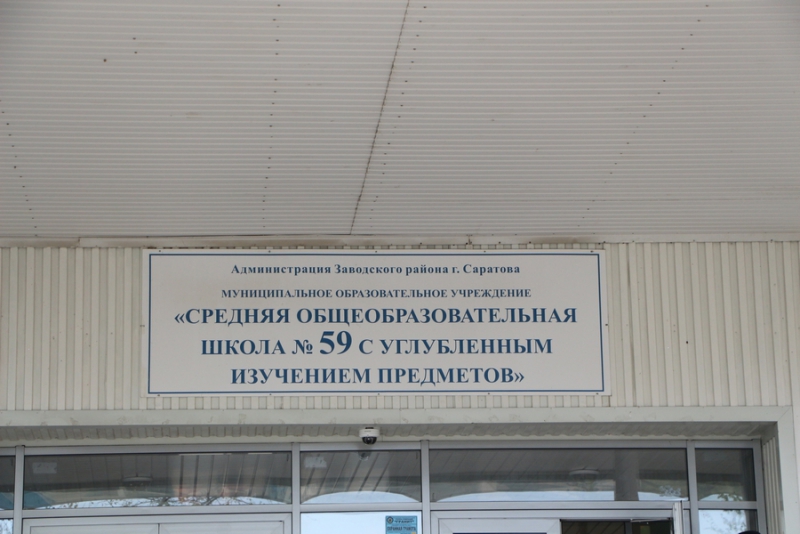 Администрация Заводского района г. Саратова
МУНИЦИПАЛЬНОЕ ОБРАЗОВАТЕЛЬНОЕ УЧРЕЖДЕНИЕ
«СРЕДНЯЯ ОБЩЕОБРАЗОВАТЕЛЬНАЯ
ШКОЛА № 59 С УГЛУБЛЕННЫМ
ИЗУЧЕНИЕМ ПРЕДМЕТОВ»